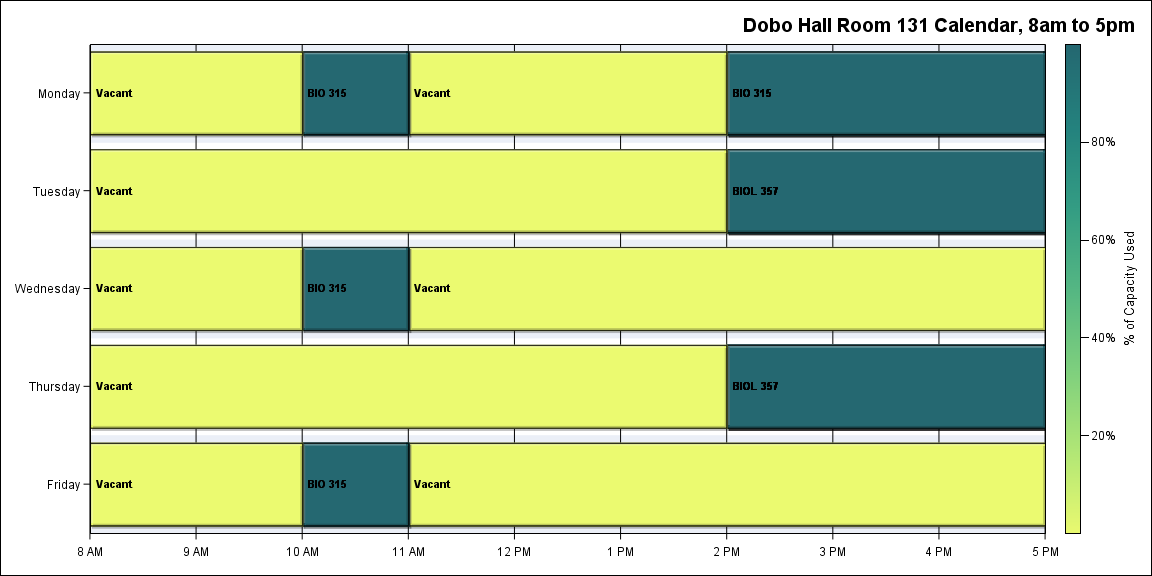 Dobo Hall Room 131 Calendar, 8am to 5pm
Monday
Vacant
BIO 315
Vacant
BIO 315
Tuesday
Vacant
BIOL 357
Wednesday
Vacant
BIO 315
Vacant
Thursday
Vacant
BIOL 357
Friday
Vacant
BIO 315
Vacant
8 AM 9 AM 10 AM 11 AM 12 PM 1 PM 2 PM 3 PM 4 PM 5 PM
80%
60%
40%
20%
% of Capacity Used